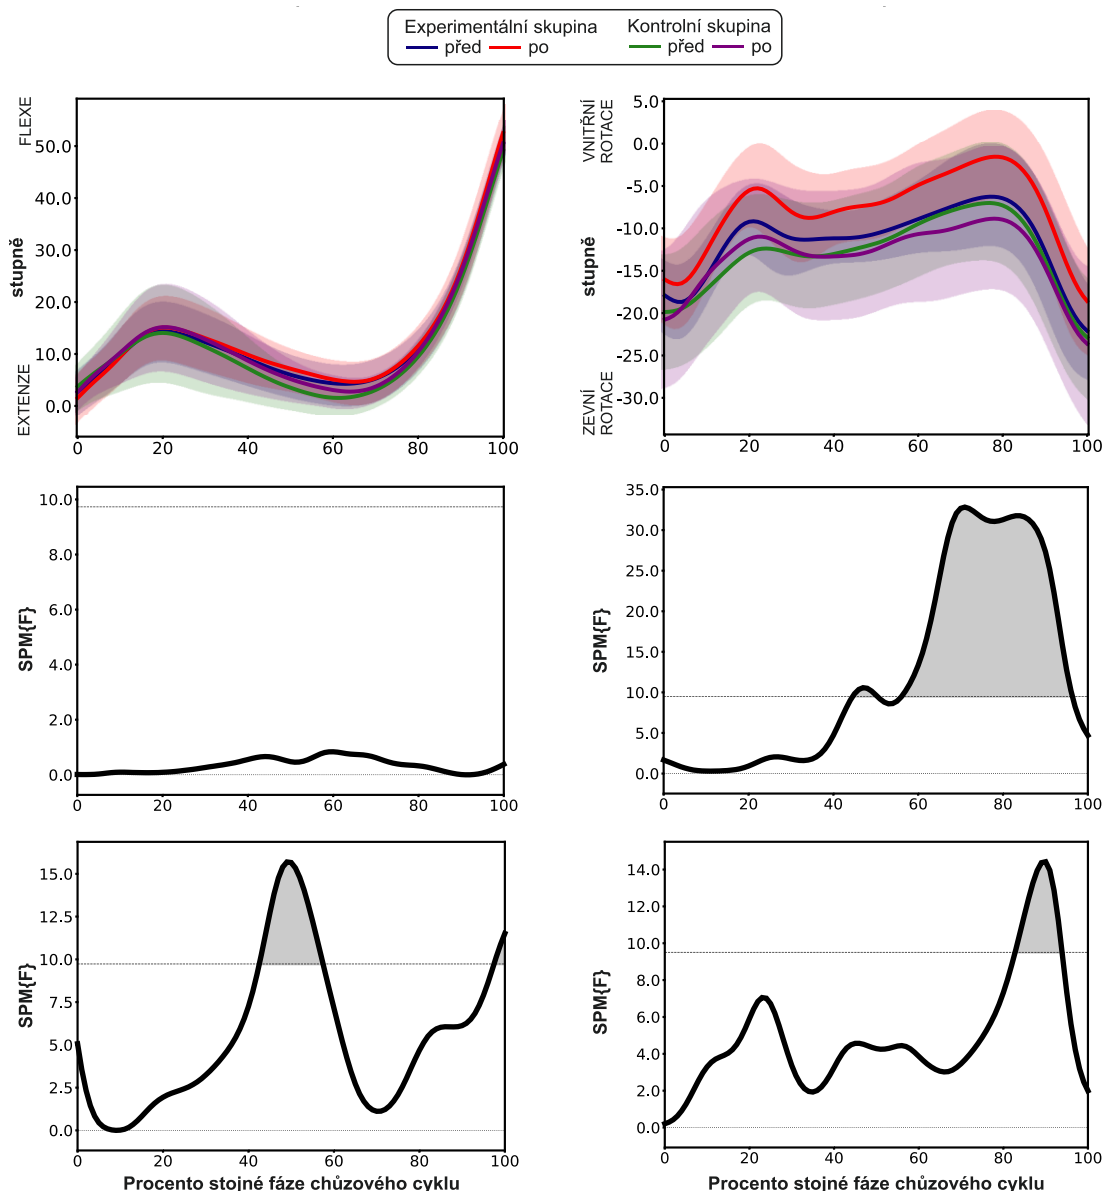 Experimentální skupina Kontrolní skupina
před po před po
FLEXE
EXTENZE
stupně
50.0
40.0
30.0
20.0
10.0
0.0
0 20 40 60 80 100
VNITŘNÍ
ROTACE
ZEVNÍ
ROTACE
stupně
5.0
0.0
-5.0
-10.0
-15.0
-20.0
-25.0
-30.0
0 20 40 60 80 100
SPM{F}
10.0
8.0
6.0
4.0
2.0
0.0
0 20 40 60 80 100
SPM{F}
35.0
30.0
25.0
20.0
15.0
10.0
5.0
0.0
0 20 40 60 80 100
SPM{F}
15.0
12.5
10.0
7.5
5.0
2.5
0.0
0 20 40 60 80 100
Procento stojné fáze chůzového cyklu
SPM{F}
14.0
12.0
10.0
8.0
6.0
4.0
2.0
0.0
0 20 40 60 80 100
Procento stojné fáze chůzového cyklu